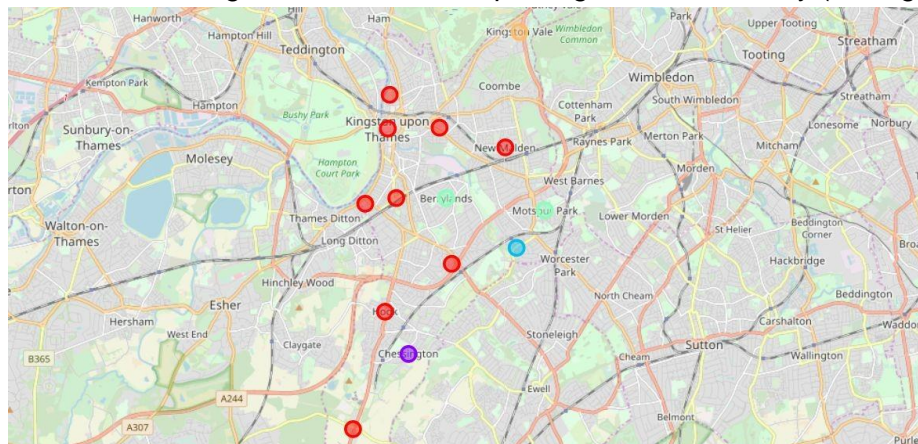 Hanworth
Ham
Kingston Vale
Wimbledon
Common
Park
Upper Tooting
Hampton Hill
Teddington
Streatham
Tooting
Wimbledon
Kempton Park
Coombe
Cottenham
Park
South Wimbledon
Streatham
Hampton
Bushy Park
Kingston upon
Thames
Sunbury-on-
Thames
Lonesome
Norbury
Raynes Park
Merton Park
Mitcham
Molesey
Hampton
Court Park
Morden
West Barnes
Berrylands
Thames Ditton
Motspur Park
Lower Morden
Walton-on-
Thames
St Helier
Beddington
Corner
Long Ditton
Worcester
Park
Hackbridge
Hinchley Wood
North Cheam
Beddington
Esher
Hook
Hersham
West End
Claygate
Stoneleigh
Carshalton
Sutton
B365
Chessington
Cheam
Wallington
Ewell
A244
Belmont
A307